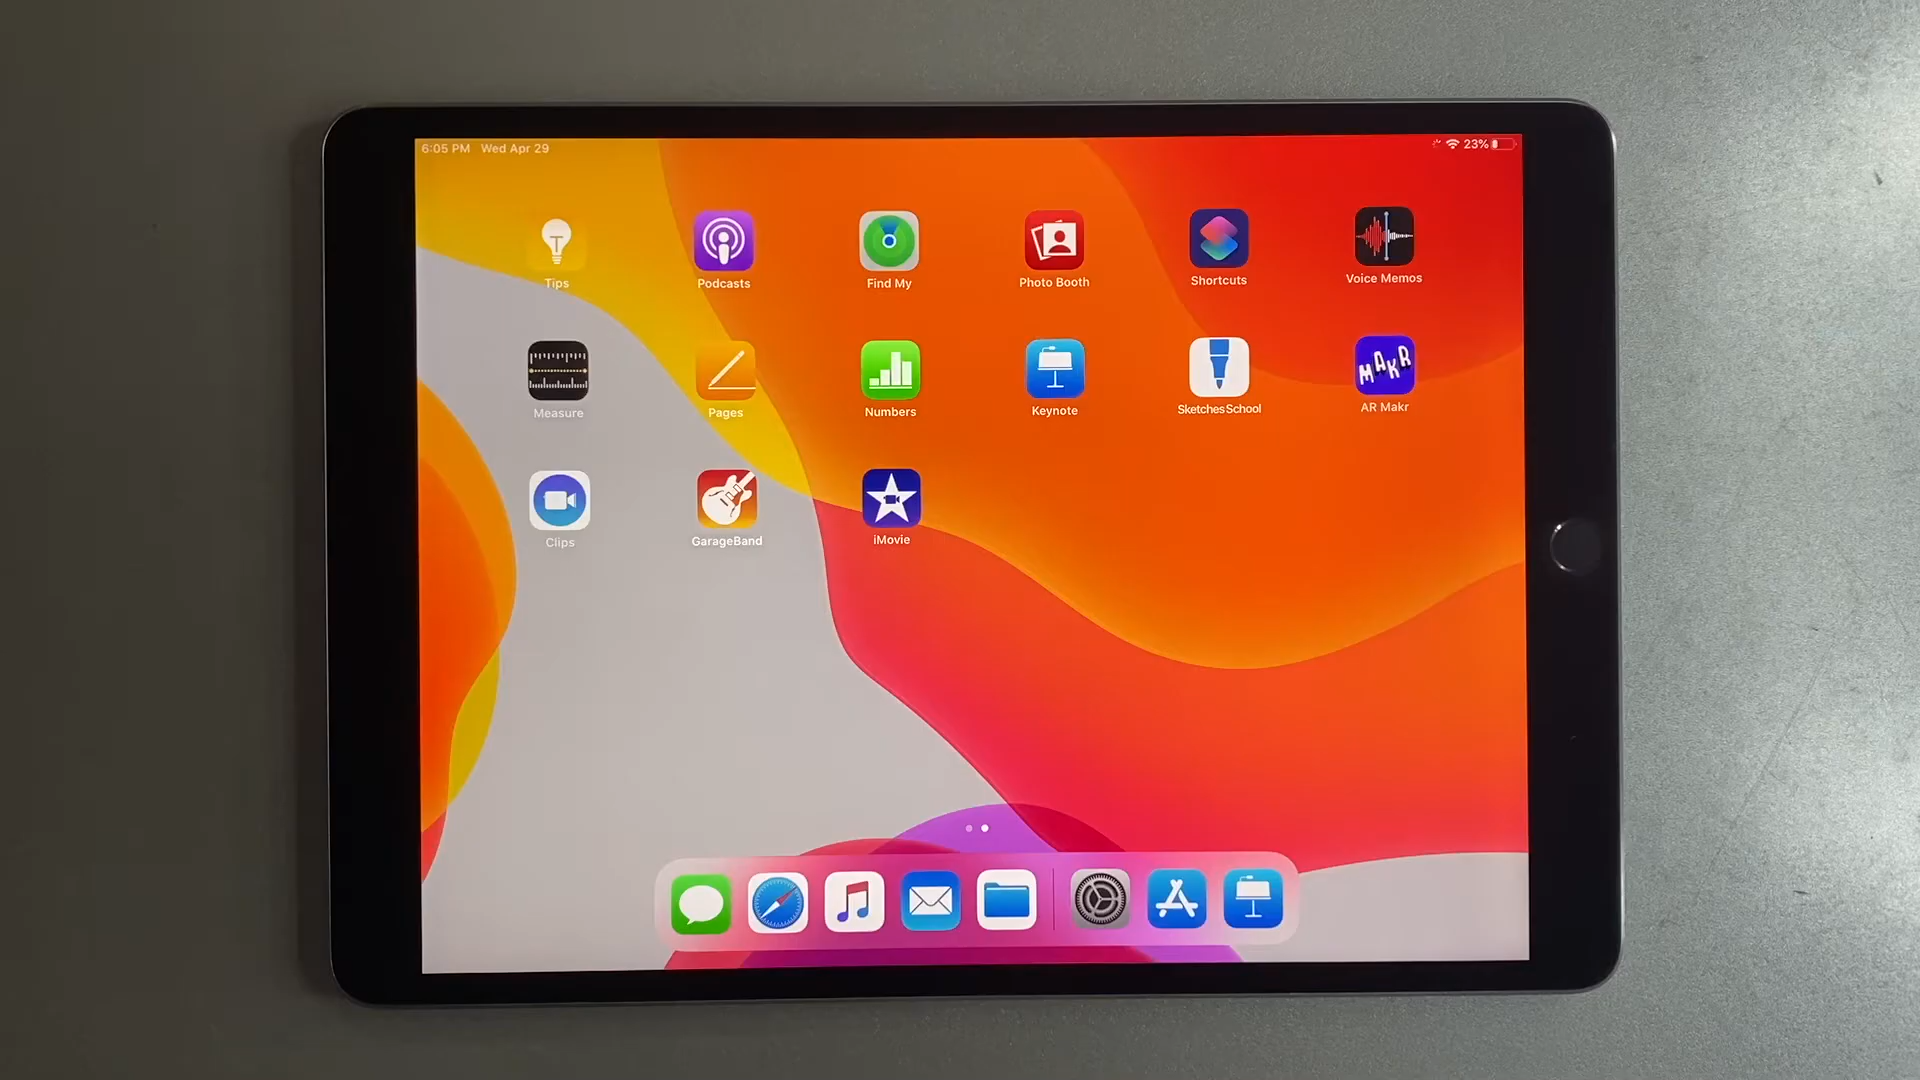 6:05 PM Wed Apr 29 23%
Tips Podcasts Find My Photo Booth Shortcuts Voice Memos
MAKR
Measure Pages Numbers Keynote Sketches School AR Makr
Clips GarageBand iMovie